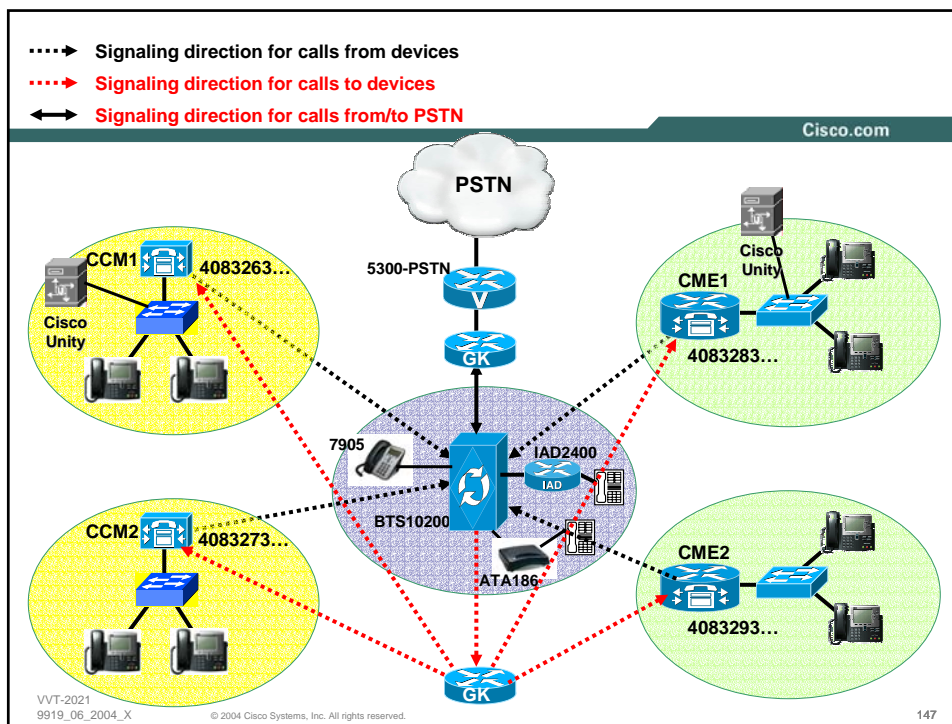 Signaling direction for calls from devices
Signaling direction for calls to devices
Signaling direction for calls from/to PSTN
Cisco.com
PSTN
5300-PSTN
V
GK
CCM1
4083263...
Cisco
Unity
Cisco
Unity
CME1
4083283...
7905
IAD2400
IAD
BTS10200
ATA186
CCM2
4083273...
CME2
4083293...
GK
VVT-2021
9919_06_2004_X
© 2004 Cisco Systems, Inc. All rights reserved.
147